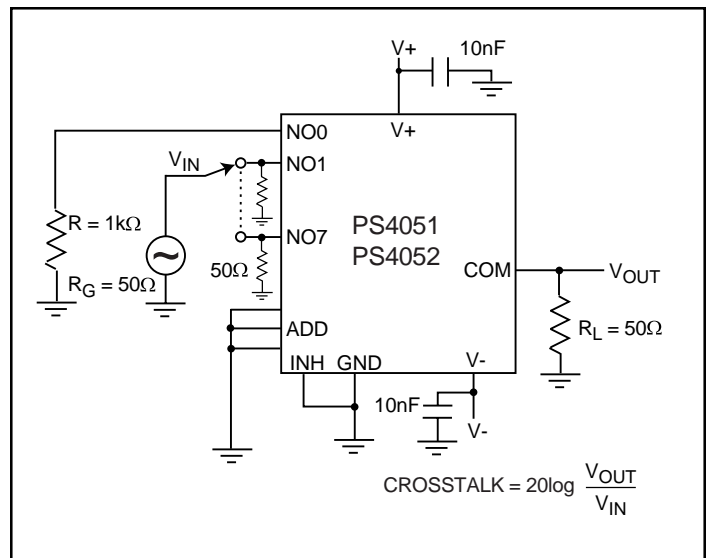 V+
10nF
V+
NO0
VIN
NO1
R = 1kΩ
PS4051
NO7
PS4052
50Ω
COM
VOUT
RG = 50Ω
RL = 50Ω
ADD
V-
INH GND
10nF
V-
CROSSTALK = 20log VOUT
VIN